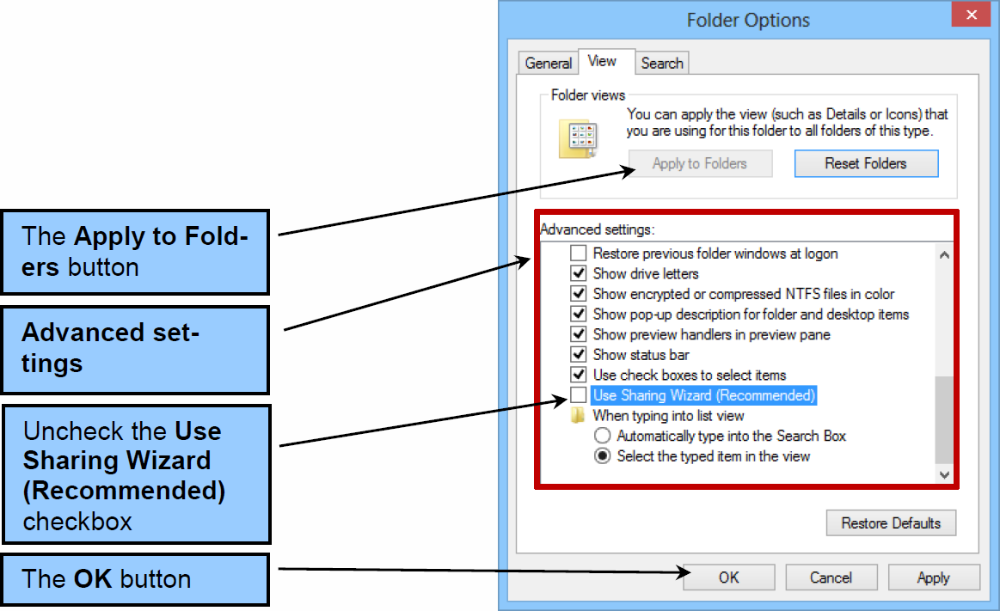 Folder Options
General
View
Search
Folder views
You can apply the view (such as Details or Icons) that
you are using for this folder to all folders of this type.
Apply to Folders
Reset Folders
The Apply to Fold-
ers button
Advanced set-
tings
Uncheck the Use
Sharing Wizard
(Recommended)
checkbox
The OK button
Advanced settings:
Restore previous folder windows at logon
Show drive letters
Show encrypted or compressed NTFS files in color
Show pop-up description for folder and desktop items
Show preview handlers in preview pane
Show status bar
Use check boxes to select items
Use Sharing Wizard (Recommended)
When typing into list view
Automatically type into the Search Box
Select the typed item in the view
Restore Defaults
OK
Cancel
Apply